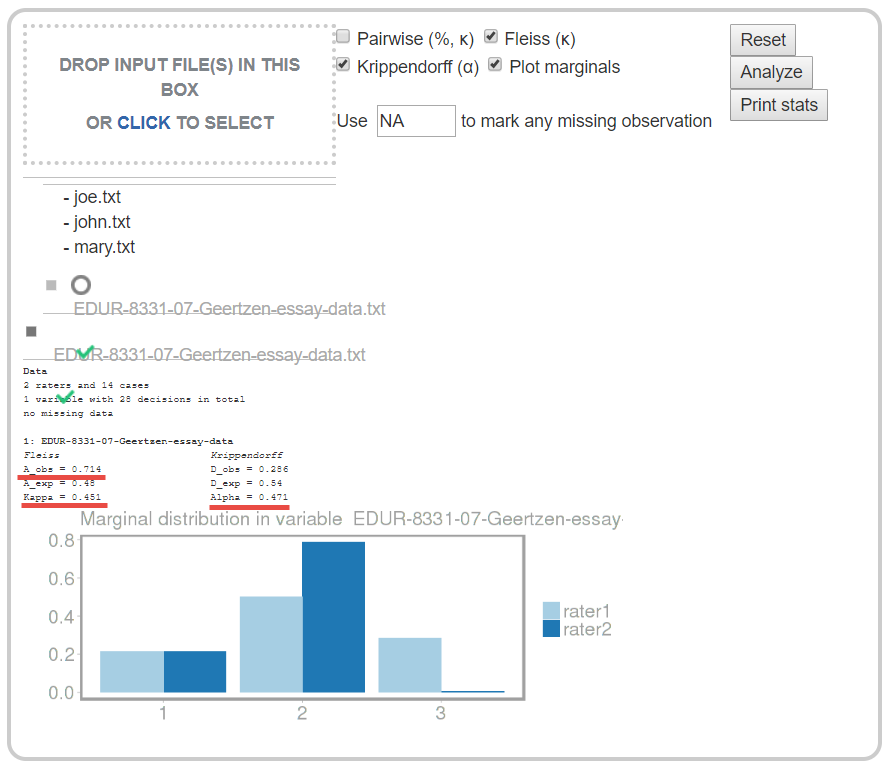 DROP INPUT FILE(S) IN THIS
BOX
OR CLICK TO SELECT
Pairwise (%, κ) Fleiss (κ)
Krippendorff (α) Plot marginals
Use NA to mark any missing observation
Reset
Analyze
Print stats
- joe.txt
- john.txt
- mary.txt
EDUR-8331-07-Geertzen-essay-data.txt
EDUR-8331-07-Geertzen-essay-data.txt
Data
2 raters and 14 cases
1 variable with 28 decisions in total
no missing data
1: EDUR-8331-07-Geertzen-essay-data
Fleiss Krippendorff
A_obs = 0.714 D_obs = 0.286
A_exp = 0.48 D_exp = 0.54
Kappa = 0.451 Alpha = 0.471
Marginal distribution in variable EDUR-8331-07-Geertzen-essay-
0.8
0.6
0.4
0.2
0.0
1 2 3
rater1
rater2